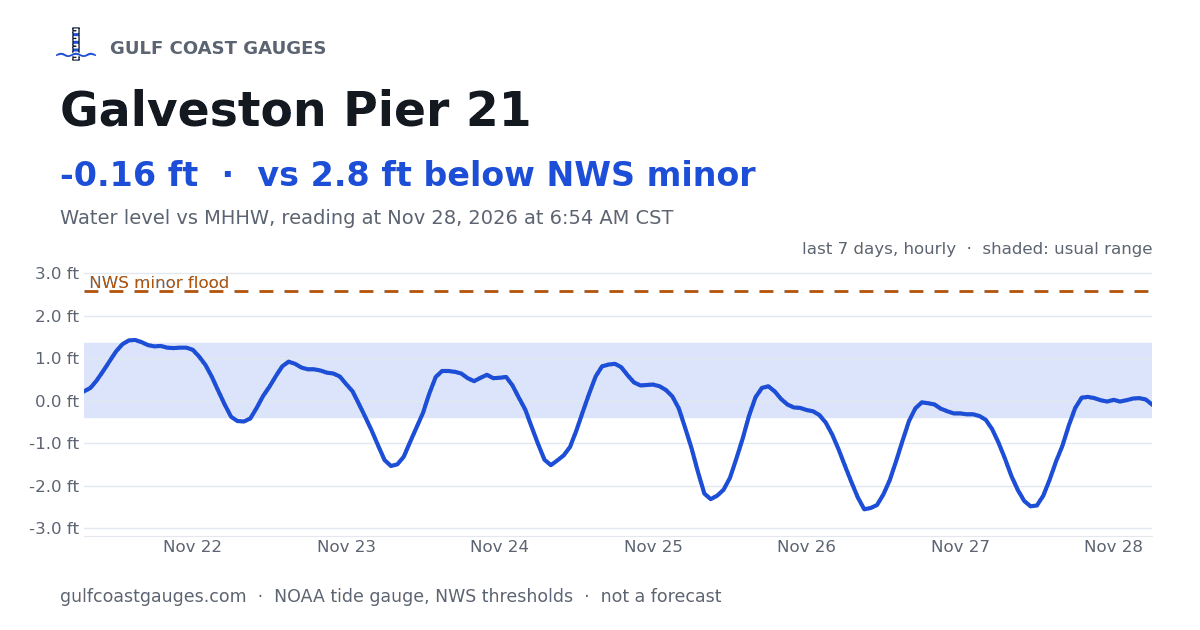 GULF COAST GAUGES
Galveston Pier 21
-0.16 ft · vs 2.8 ft below NWS minor
Water level vs MHHW, reading at Nov 28, 2026 at 6:54 AM CST
last 7 days, hourly · shaded: usual range
3.0 ft
NWS minor flood
2.0 ft
1.0 ft
0.0 ft
-1.0 ft
-2.0 ft
-3.0 ft
Nov 22 Nov 23 Nov 24 Nov 25 Nov 26 Nov 27 Nov 28
gulfcoastgauges.com · NOAA tide gauge, NWS thresholds · not a forecast